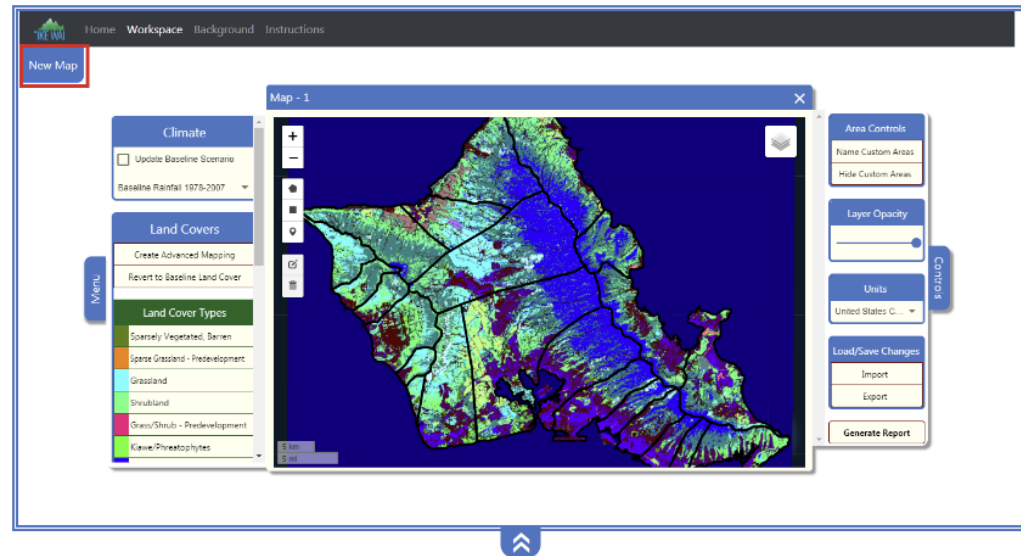 'IKE WAI Home Workspace Background Instructions
New Map
Map - 1
Climate
Update Baseline Scenario
Baseline Rainfall 1978-2007
Land Covers
Create Advanced Mapping
Revert to Baseline Land Cover
Land Cover Types
Sparsely Vegetated, Barren
Sparse Grassland - Predevelopment
Grassland
Shrubland
Grass/Shrub - Predevelopment
Kiawe/Phreatophytes
Menu
+
−
5 km
5 mi
Area Controls
Name Custom Areas
Hide Custom Areas
Layer Opacity
Units
United States C...
Load/Save Changes
Import
Export
Generate Report
Controls